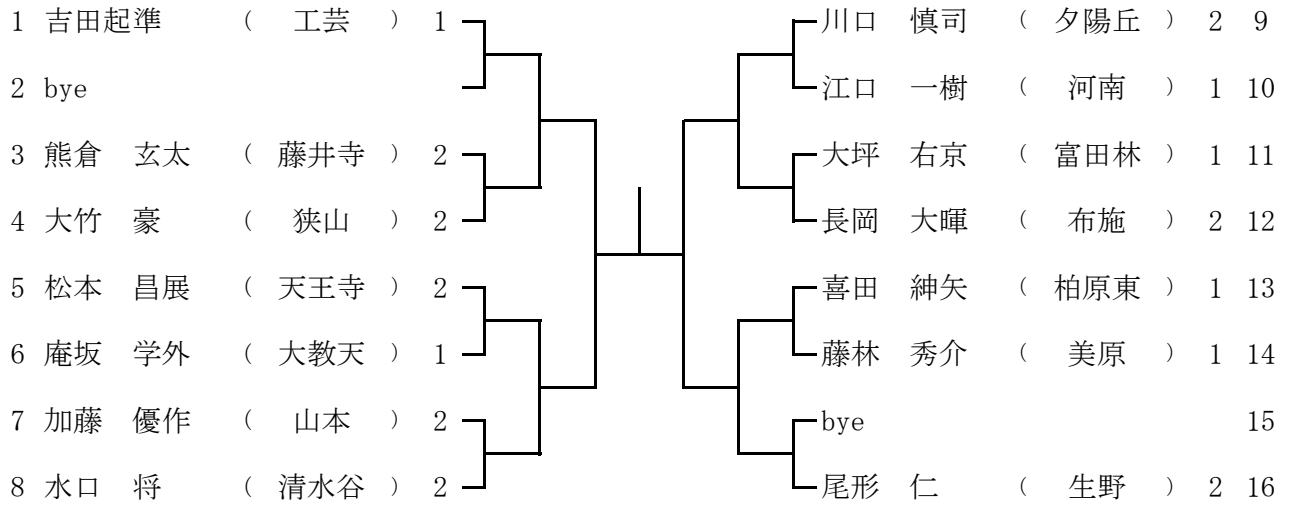 1 吉田起準 （ 工芸 ） 1
2 bye
3 熊倉 玄太 （ 藤井寺 ） 2
4 大竹 豪 （ 狭山 ） 2
5 松本 昌展 （ 天王寺 ） 2
6 庵坂 学外 （ 大教天 ） 1
7 加藤 優作 （ 山本 ） 2
8 水口 将 （ 清水谷 ） 2
川口 慎司 （ 夕陽丘 ） 2 9
江口 一樹 （ 河南 ） 1 10
大坪 右京 （ 富田林 ） 1 11
長岡 大暉 （ 布施 ） 2 12
喜田 紳矢 （ 柏原東 ） 1 13
藤林 秀介 （ 美原 ） 1 14
bye 15
尾形 仁 （ 生野 ） 2 16